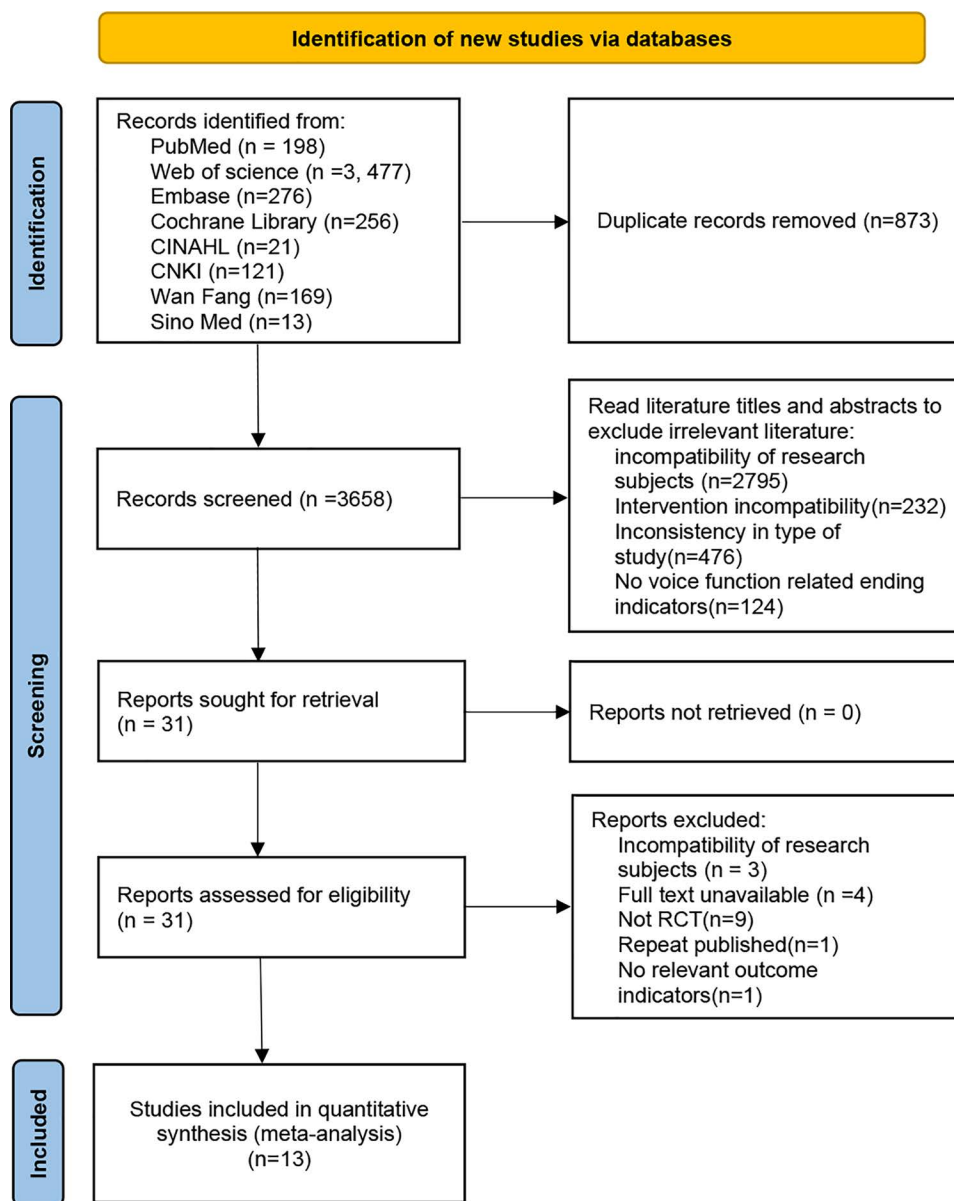 Identification of new studies via databases
Identification
Records identified from:
PubMed (n = 198)
Web of science (n =3, 477)
Embase (n=276)
Cochrane Library (n=256)
CINAHL (n=21)
CNKI (n=121)
Wan Fang (n=169)
Sino Med (n=13)
Duplicate records removed (n=873)
Screening
Records screened (n =3658)
Read literature titles and abstracts to
exclude irrelevant literature:
incompatibility of research
subjects (n=2795)
Intervention incompatibility(n=232)
Inconsistency in type of
study(n=476)
No voice function related ending
indicators(n=124)
Reports sought for retrieval
(n = 31)
Reports not retrieved (n = 0)
Reports assessed for eligibility
(n = 31)
Reports excluded:
Incompatibility of research
subjects (n = 3)
Full text unavailable (n =4)
Not RCT(n=9)
Repeat published(n=1)
No relevant outcome
indicators(n=1)
Included
Studies included in quantitative
synthesis (meta-analysis)
(n=13)